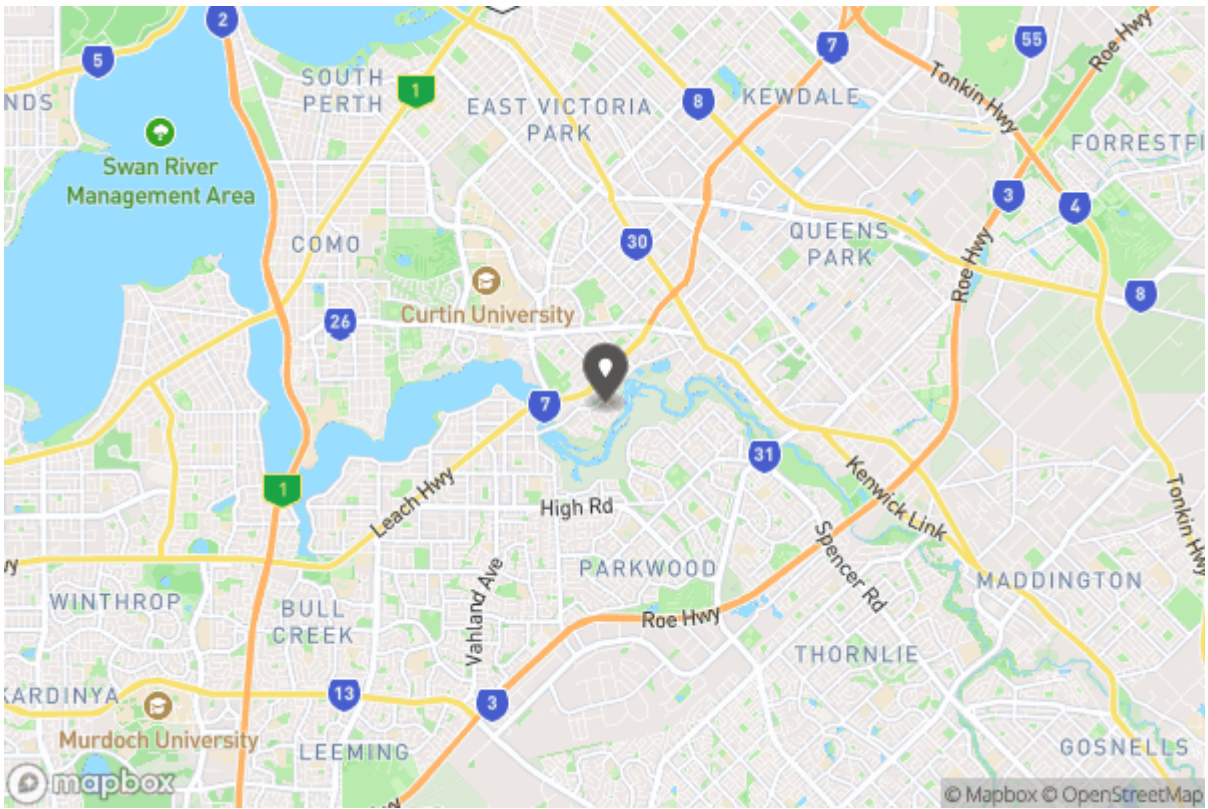 2
55
Roe Hwy
5
SOUTH
PERTH
1
7
Tonkin Hwy
NDS
EAST VICTORIA
PARK
8
KEWDALE
Swan River
Management Area
FORRESTFI
3
4
COMO
30
QUEENS
PARK
Roe Hwy
Curtin University
26
8
7
1
Leach Hwy
High Rd
31
Kenwick Link
Tonkin Hwy
y
WINTHROP
BULL
CREEK
Vahland Ave
PARKWOOD
Spencer Rd
MADDINGTON
Roe Hwy
THORNLIE
KARDINYA
13
3
Murdoch University
LEEMING
GOSNELLS
mapbox
© Mapbox © OpenStreetMap